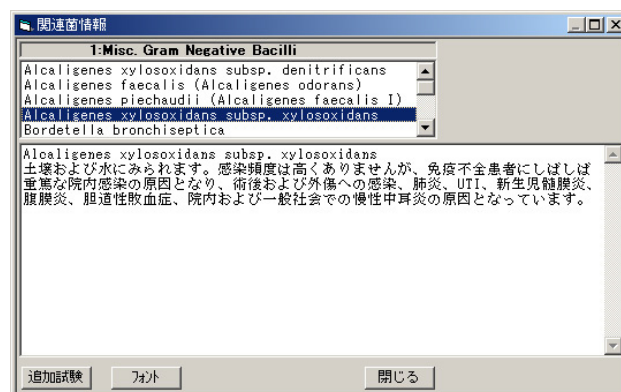 関連菌情報
1:Misc. Gram Negative Bacilli
Alcaligenes xylosoxidans subsp. denitrificans
Alcaligenes faecalis (Alcaligenes odorans)
Alcaligenes piechaudii (Alcaligenes faecalis I)
Alcaligenes xylosoxidans subsp. xylosoxidans
Bordetella bronchiseptica
Alcaligenes xylosoxidans subsp. xylosoxidans
土壌および水にみられます。感染頻度は高くありませんが、免疫不全患者にしばしば
重篤な院内感染の原因となり、術後および外傷への感染、肺炎、UTI、新生児髄膜炎、
腹膜炎、胆道性敗血症、院内および一般社会での慢性中耳炎の原因となっています。
追加試験 フォント 閉じる